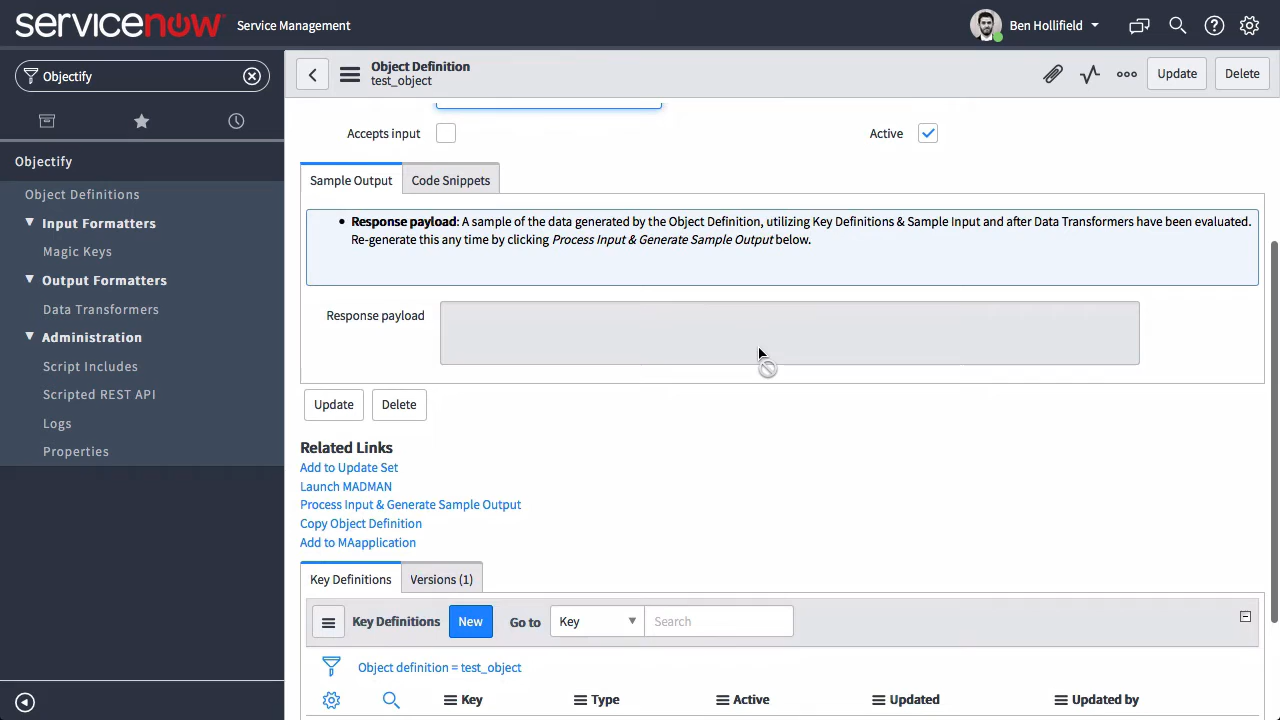 servicenow Service Management
Ben Hollifield
Objectify
Object Definition
test_object
Update
Delete
Objectify
Object Definitions
Input Formatters
Magic Keys
Output Formatters
Data Transformers
Administration
Script Includes
Scripted REST API
Logs
Properties
Accepts input
Active
Sample Output
Code Snippets
Response payload: A sample of the data generated by the Object Definition, utilizing Key Definitions & Sample Input and after Data Transformers have been evaluated.
Re-generate this any time by clicking Process Input & Generate Sample Output below.
Response payload
Update
Delete
Related Links
Add to Update Set
Launch MADMAN
Process Input & Generate Sample Output
Copy Object Definition
Add to MAapplication
Key Definitions
Versions (1)
Key Definitions
New
Go to
Key
Search
Object definition = test_object
Key
Type
Active
Updated
Updated by